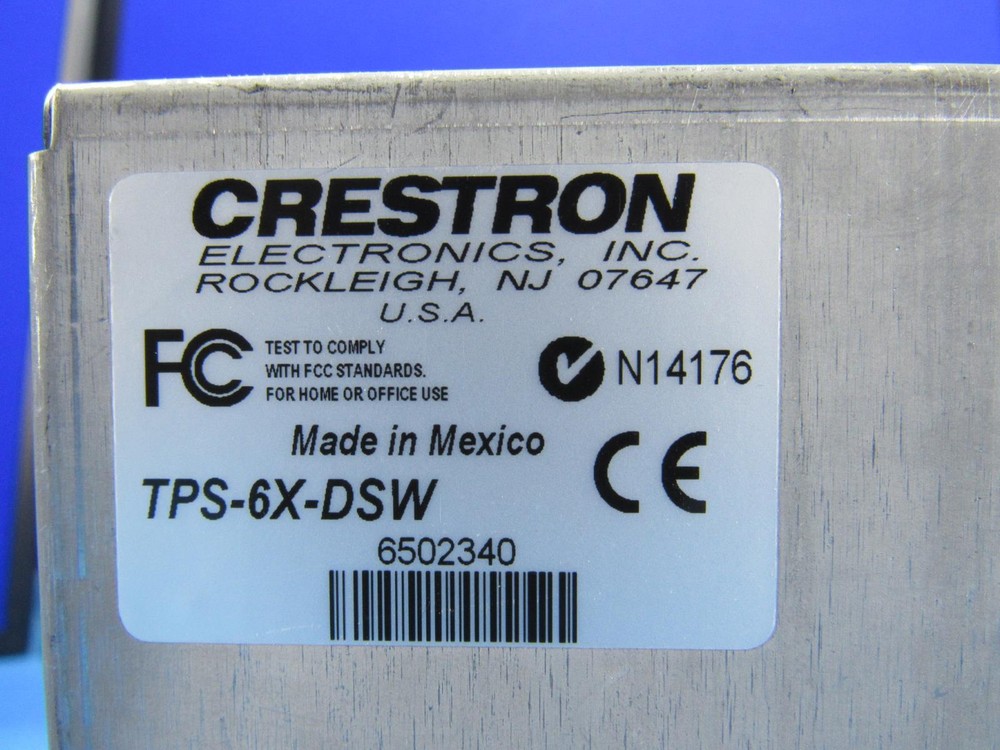 CRESTRON
ELECTRONICS, INC.
ROCKLEIGH, NJ 07647
U.S.A.
FC TEST TO COMPLY
WITH FCC STANDARDS.
FOR HOME OR OFFICE USE
N14176
Made in Mexico
CE
TPS-6X-DSW
6502340